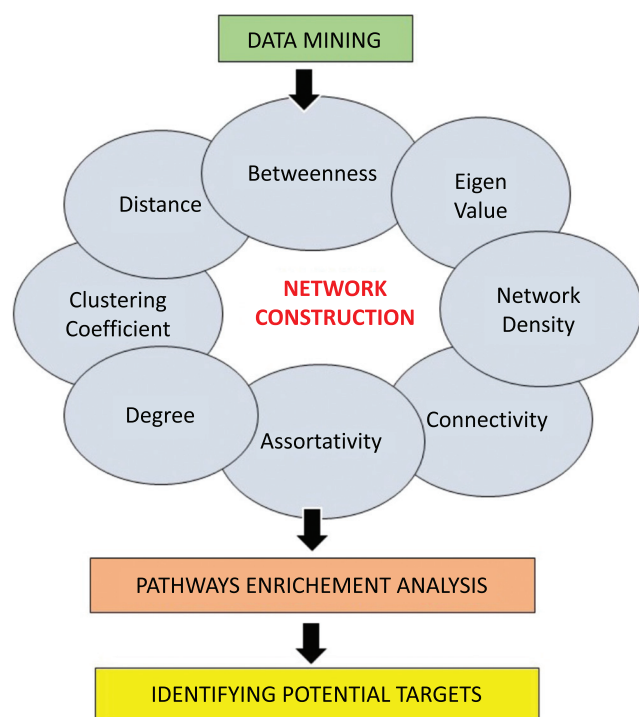 DATA MINING
Betweenness
Eigen
Value
Distance
NETWORK
CONSTRUCTION
Clustering
Coefficient
Network
Density
Degree
Assortativity
Connectivity
PATHWAYS ENRICHEMENT ANALYSIS
IDENTIFYING POTENTIAL TARGETS